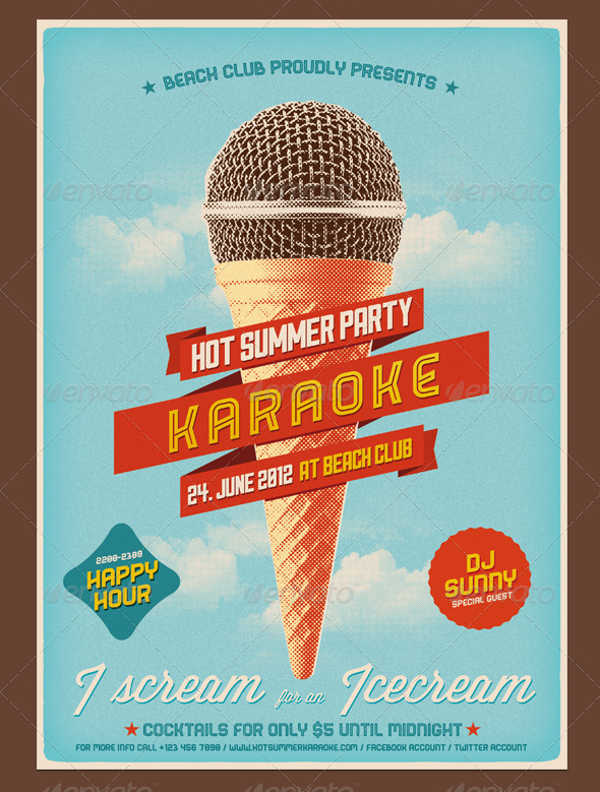 BEACH CLUB PROUDLY PRESENTS
HOT SUMMER PARTY
KARAOKE
24. JUNE 2012 AT BEACH CLUB
2200-2300
HAPPY
HOUR
DJ
SUNNY
SPECIAL GUEST
I scream for an Icecream
COCKTAILS FOR ONLY $5 UNTIL MIDNIGHT
FOR MORE INFO CALL +123 456 7890 / WWW.HOTSUMMERKARAOKE.COM / FACEBOOK ACCOUNT / TWITTER ACCOUNT
envato